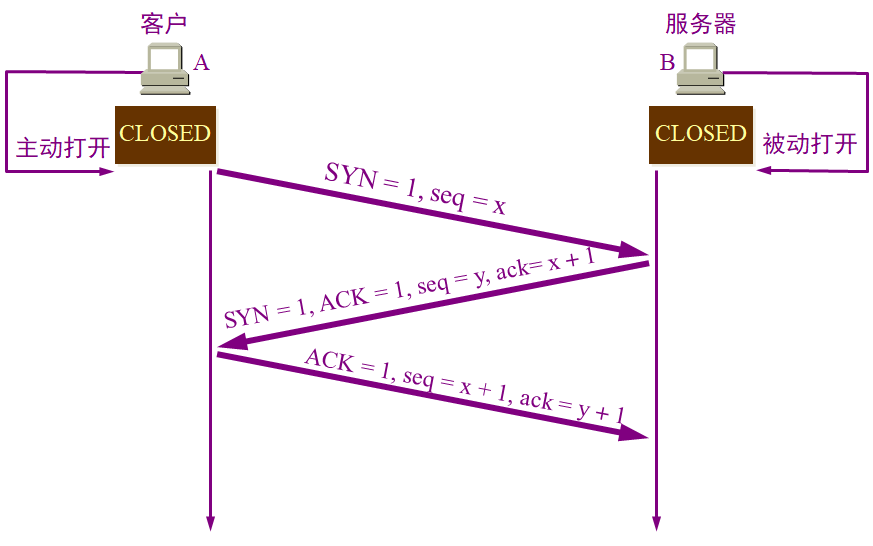 客户
服务器
A
B
CLOSED
CLOSED
主动打开
被动打开
SYN = 1, seq = x
SYN = 1, ACK = 1, seq = y, ack= x + 1
ACK = 1, seq = x + 1, ack = y + 1